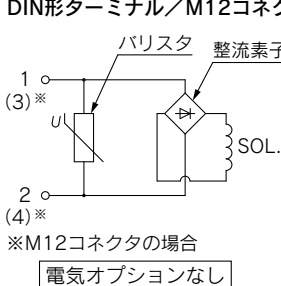 DIN形ターミナル／M12コネク
バリスタ
整流素子
1
(3)※
U
SOL.
2
(4)※
※M12コネクタの場合
電気オプションなし